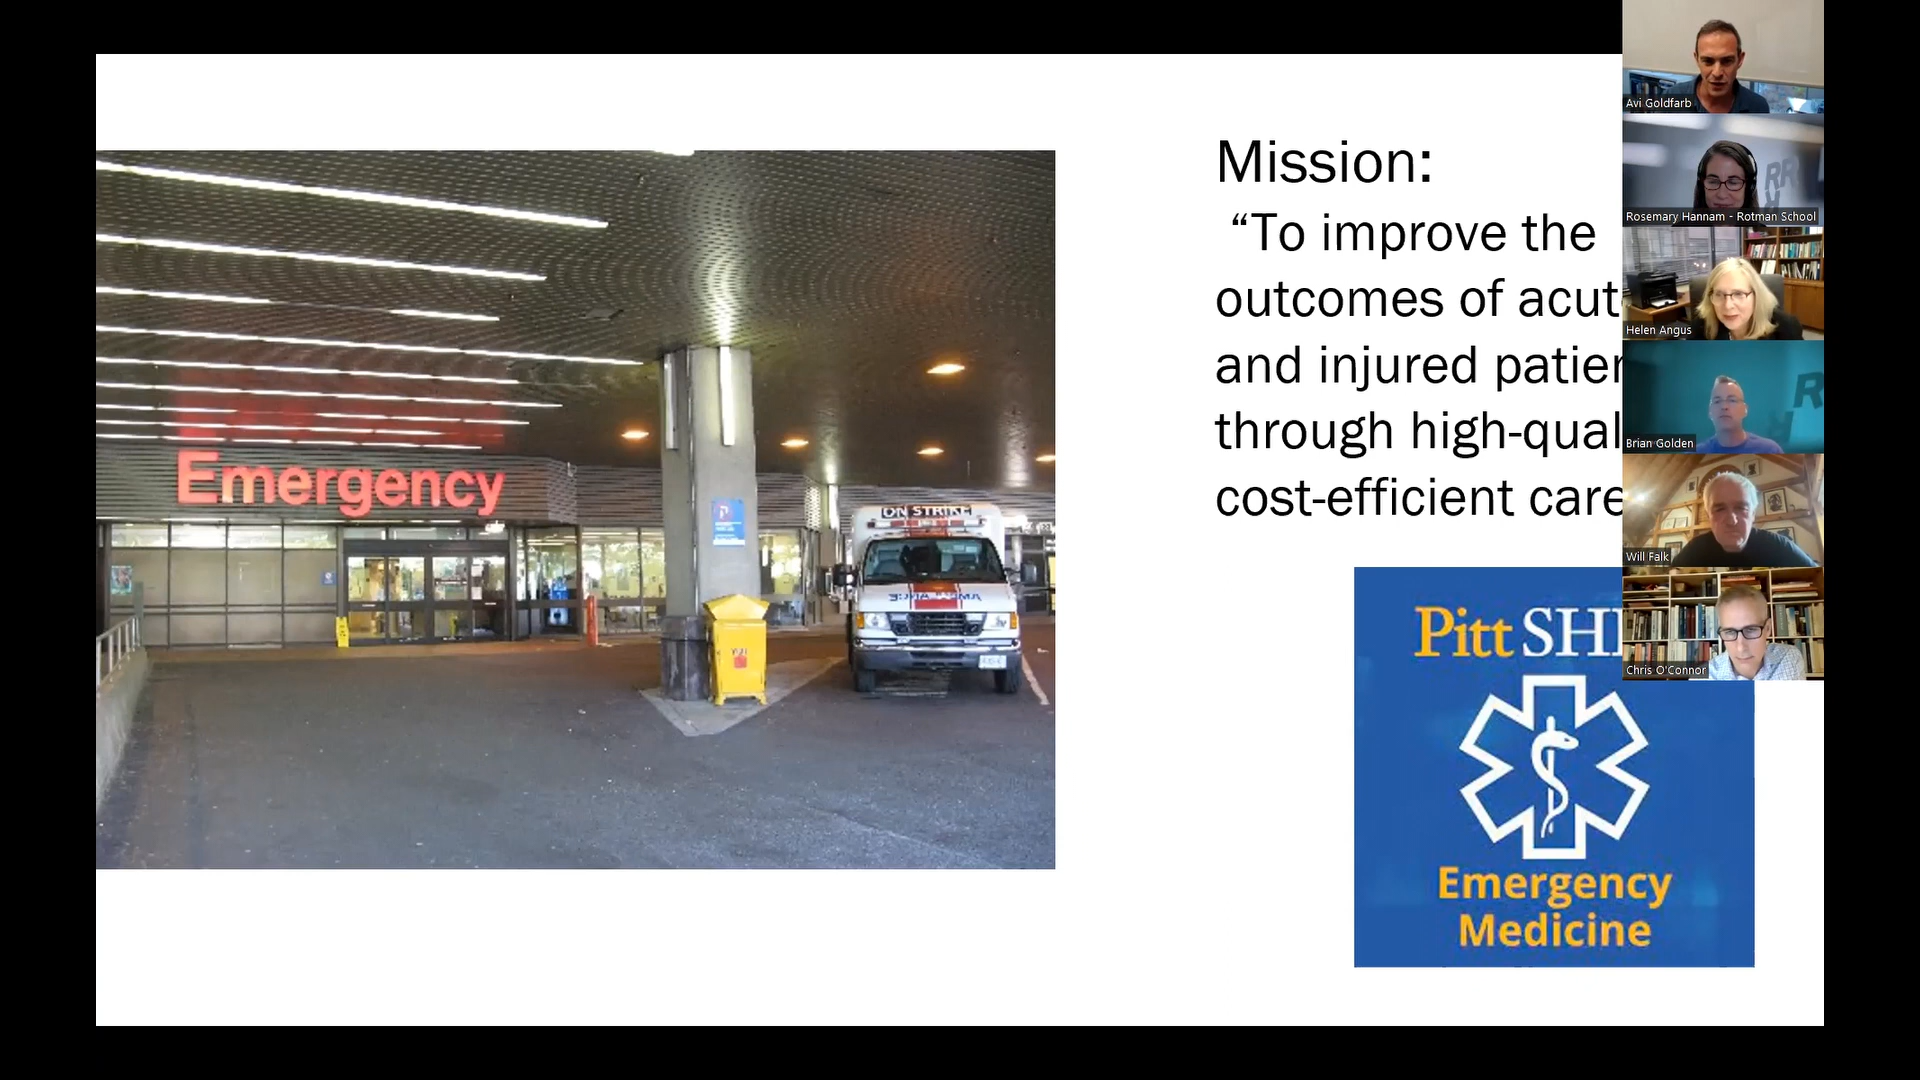 Mission:
“To improve the
outcomes of acut
and injured patien
through high-qual
cost-efficient care
Emergency
ON STRIKE
Pitt SH
Emergency
Medicine
Avi Goldfarb
Rosemary Hannam - Rotman School
Helen Angus
Brian Golden
Will Falk
Chris O'Connor